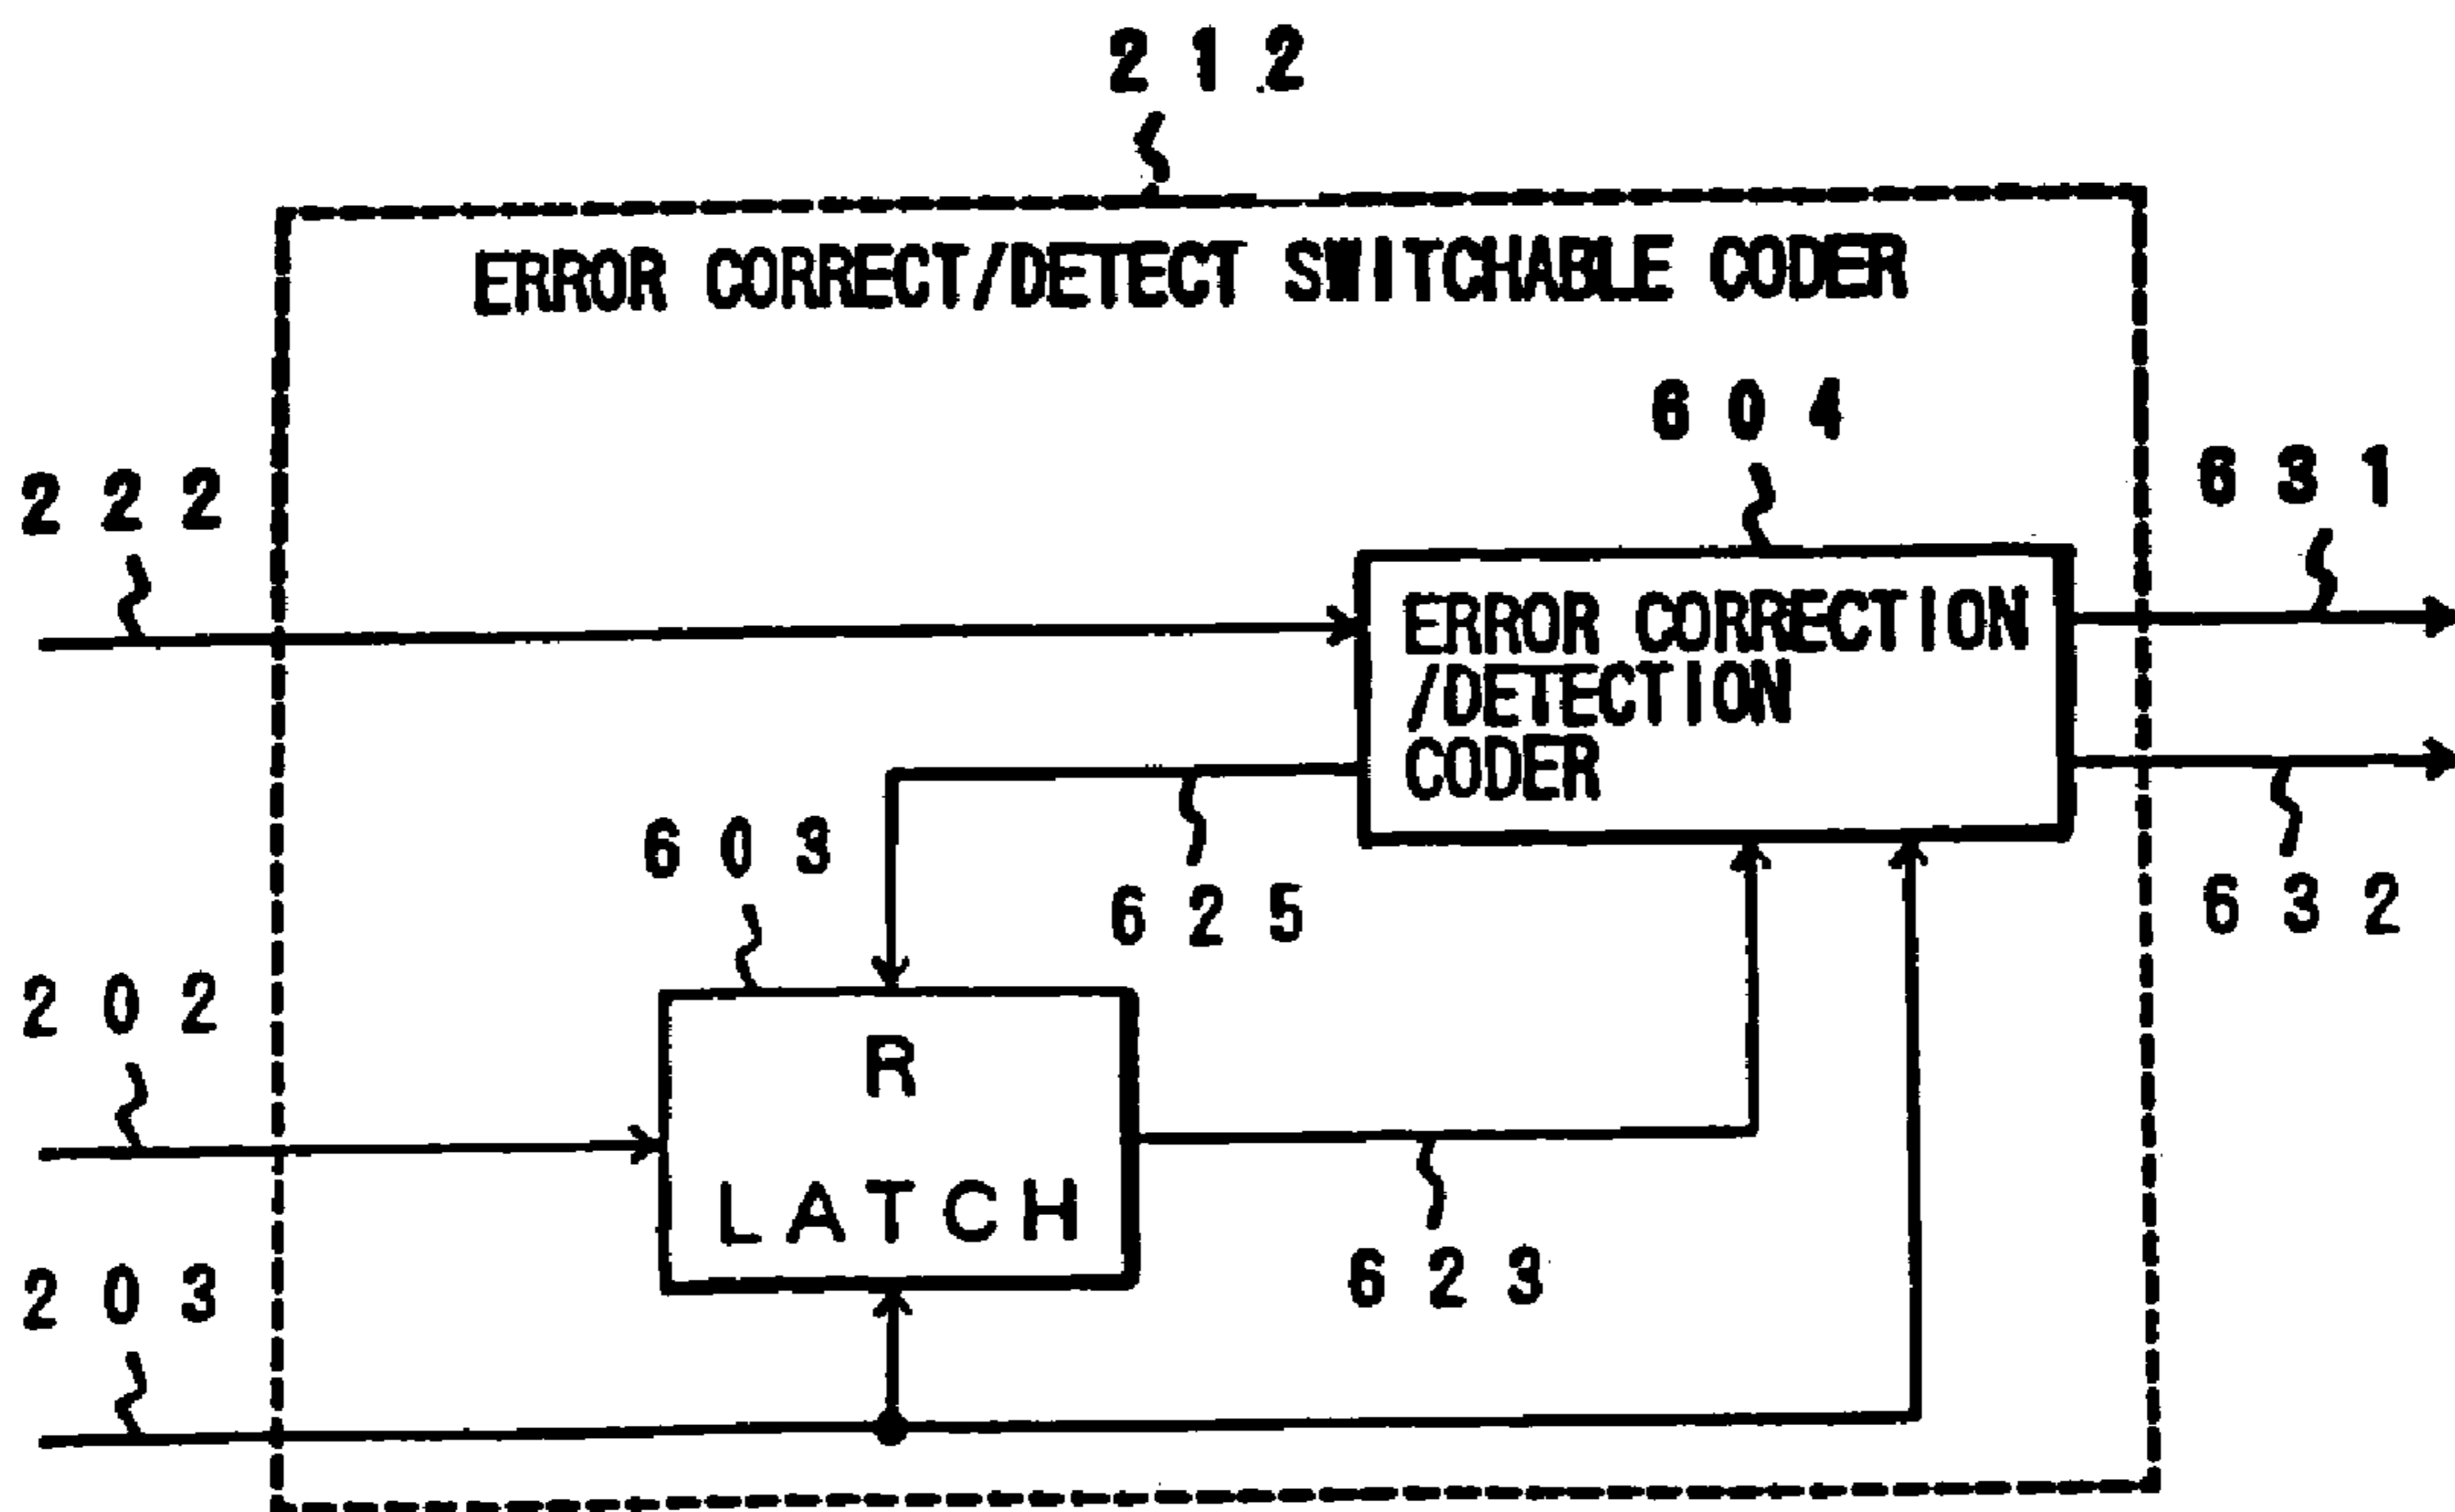 212
ERROR CORRECT/DETECT SWITCHABLE CODER
604
222
631
ERROR CORRECTION
/DETECTION
CODER
603
625
632
202
R
LATCH
623
203